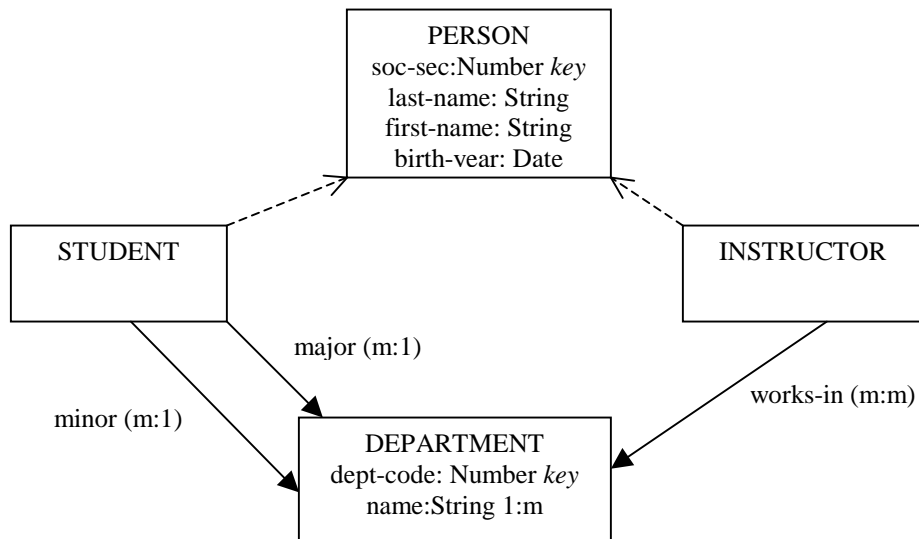 PERSON
soc-sec:Number key
last-name: String
first-name: String
birth-year: Date
STUDENT
INSTRUCTOR
major (m:1)
minor (m:1)
works-in (m:m)
DEPARTMENT
dept-code: Number key
name:String 1:m